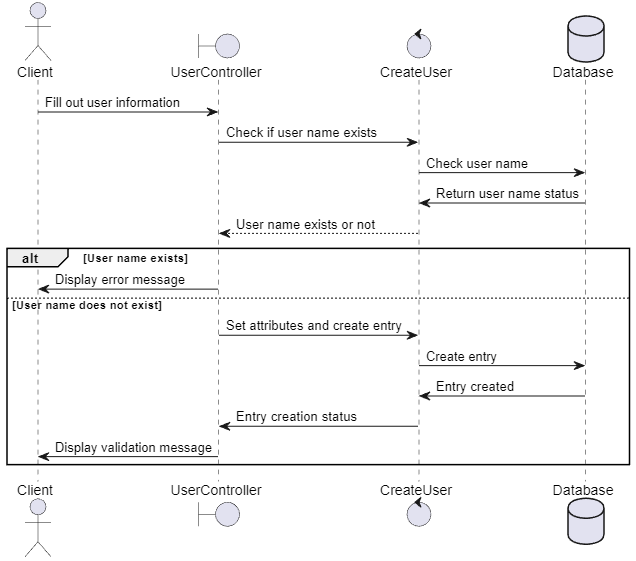 Client UserController CreateUser Database
Fill out user information
Check if user name exists
Check user name
Return user name status
User name exists or not
alt [User name exists]
Display error message
[User name does not exist]
Set attributes and create entry
Create entry
Entry created
Entry creation status
Display validation message
Client UserController CreateUser Database